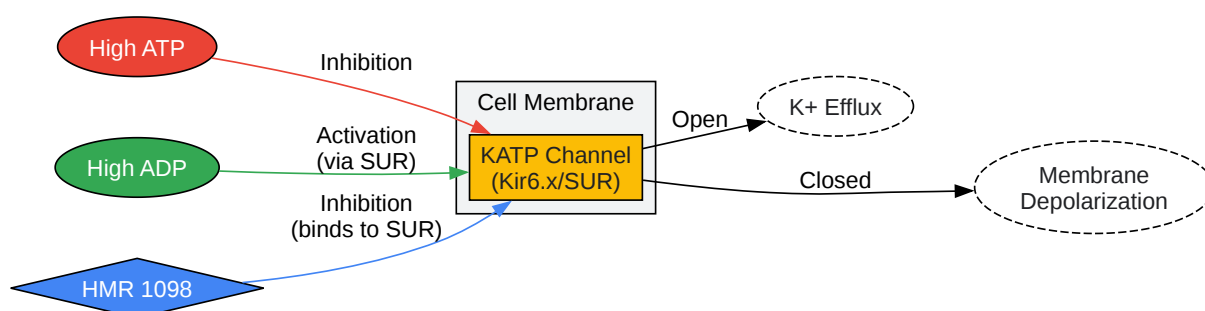 High ATP
Inhibition
Cell Membrane
K+ Efflux
Open
High ADP
Activation
(via SUR)
KATP Channel
(Kir6.x/SUR)
Closed
Membrane
Depolarization
Inhibition
(binds to SUR)
HMR 1098